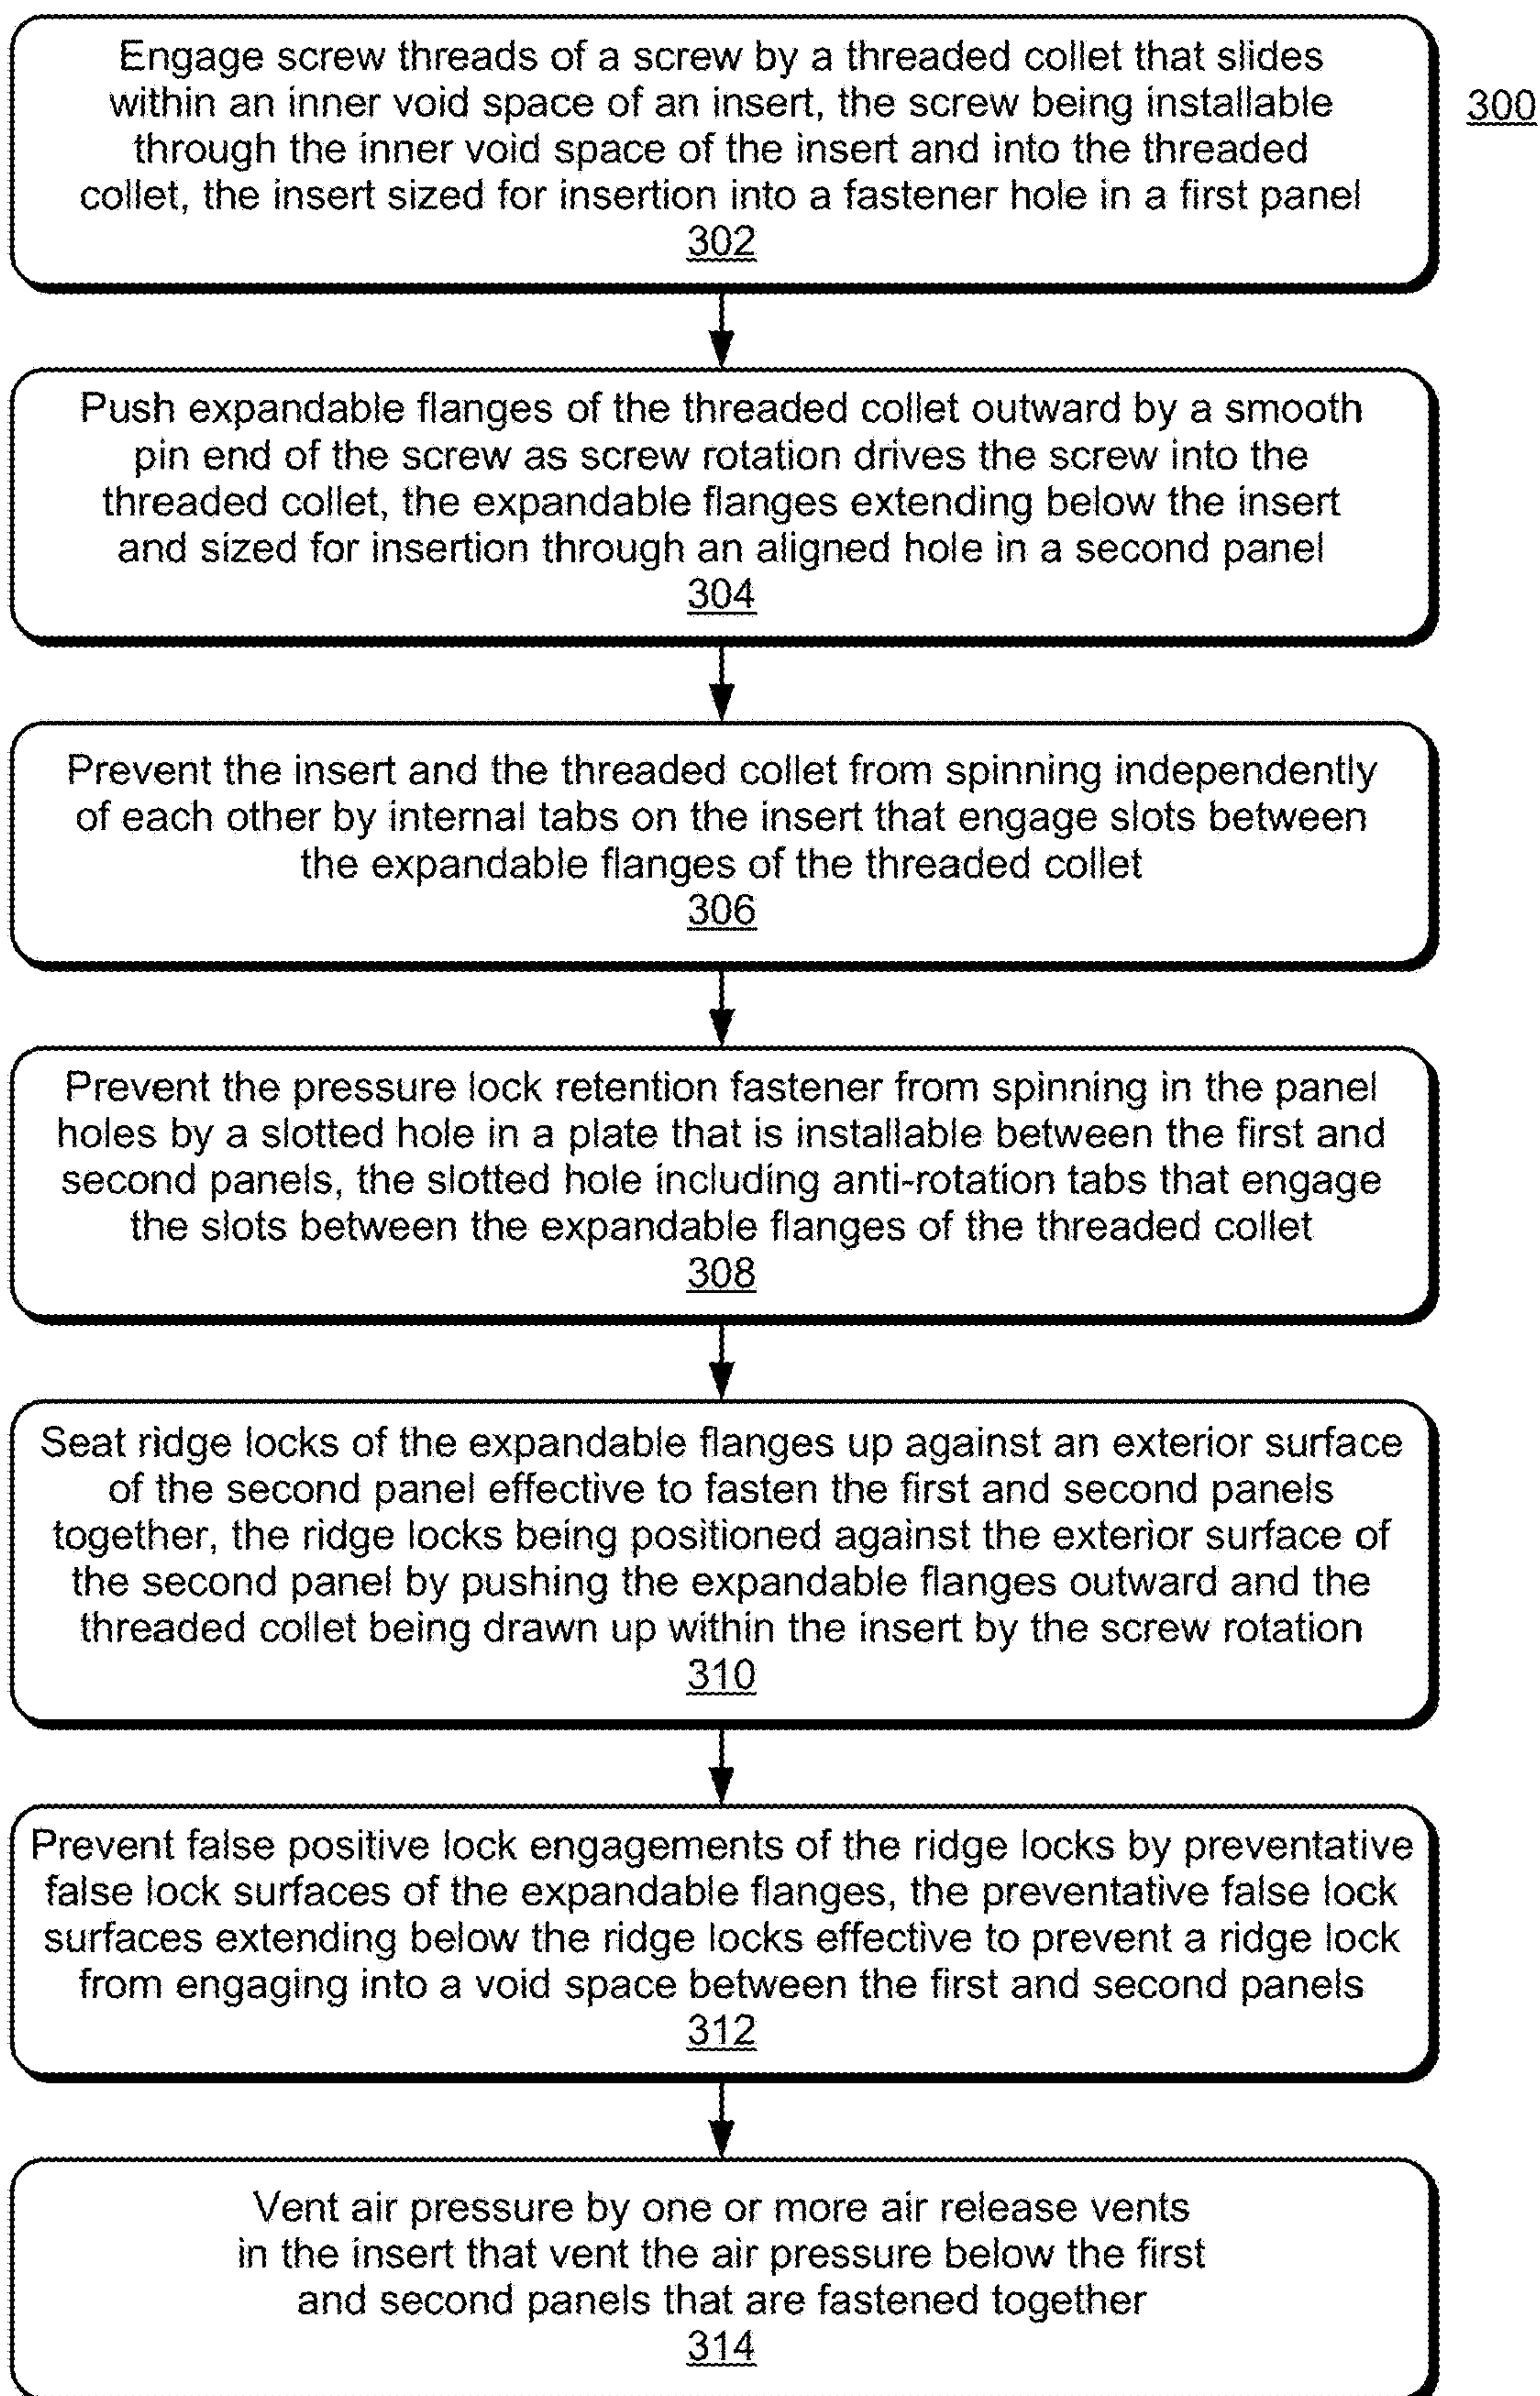 Engage screw threads of a screw by a threaded collet that slides
within an inner void space of an insert, the screw being installable
through the inner void space of the insert and into the threaded
collet, the insert sized for insertion into a fastener hole in a first panel
302
300
Push expandable flanges of the threaded collet outward by a smooth
pin end of the screw as screw rotation drives the screw into the
threaded collet, the expandable flanges extending below the insert
and sized for insertion through an aligned hole in a second panel
304
Prevent the insert and the threaded collet from spinning independently
of each other by internal tabs on the insert that engage slots between
the expandable flanges of the threaded collet
306
Prevent the pressure lock retention fastener from spinning in the panel
holes by a slotted hole in a plate that is installable between the first and
second panels, the slotted hole including anti-rotation tabs that engage
the slots between the expandable flanges of the threaded collet
308
Seat ridge locks of the expandable flanges up against an exterior surface
of the second panel effective to fasten the first and second panels
together, the ridge locks being positioned against the exterior surface of
the second panel by pushing the expandable flanges outward and the
threaded collet being drawn up within the insert by the screw rotation
310
Prevent false positive lock engagements of the ridge locks by preventative
false lock surfaces of the expandable flanges, the preventative false lock
surfaces extending below the ridge locks effective to prevent a ridge lock
from engaging into a void space between the first and second panels
312
Vent air pressure by one or more air release vents
in the insert that vent the air pressure below the first
and second panels that are fastened together
314